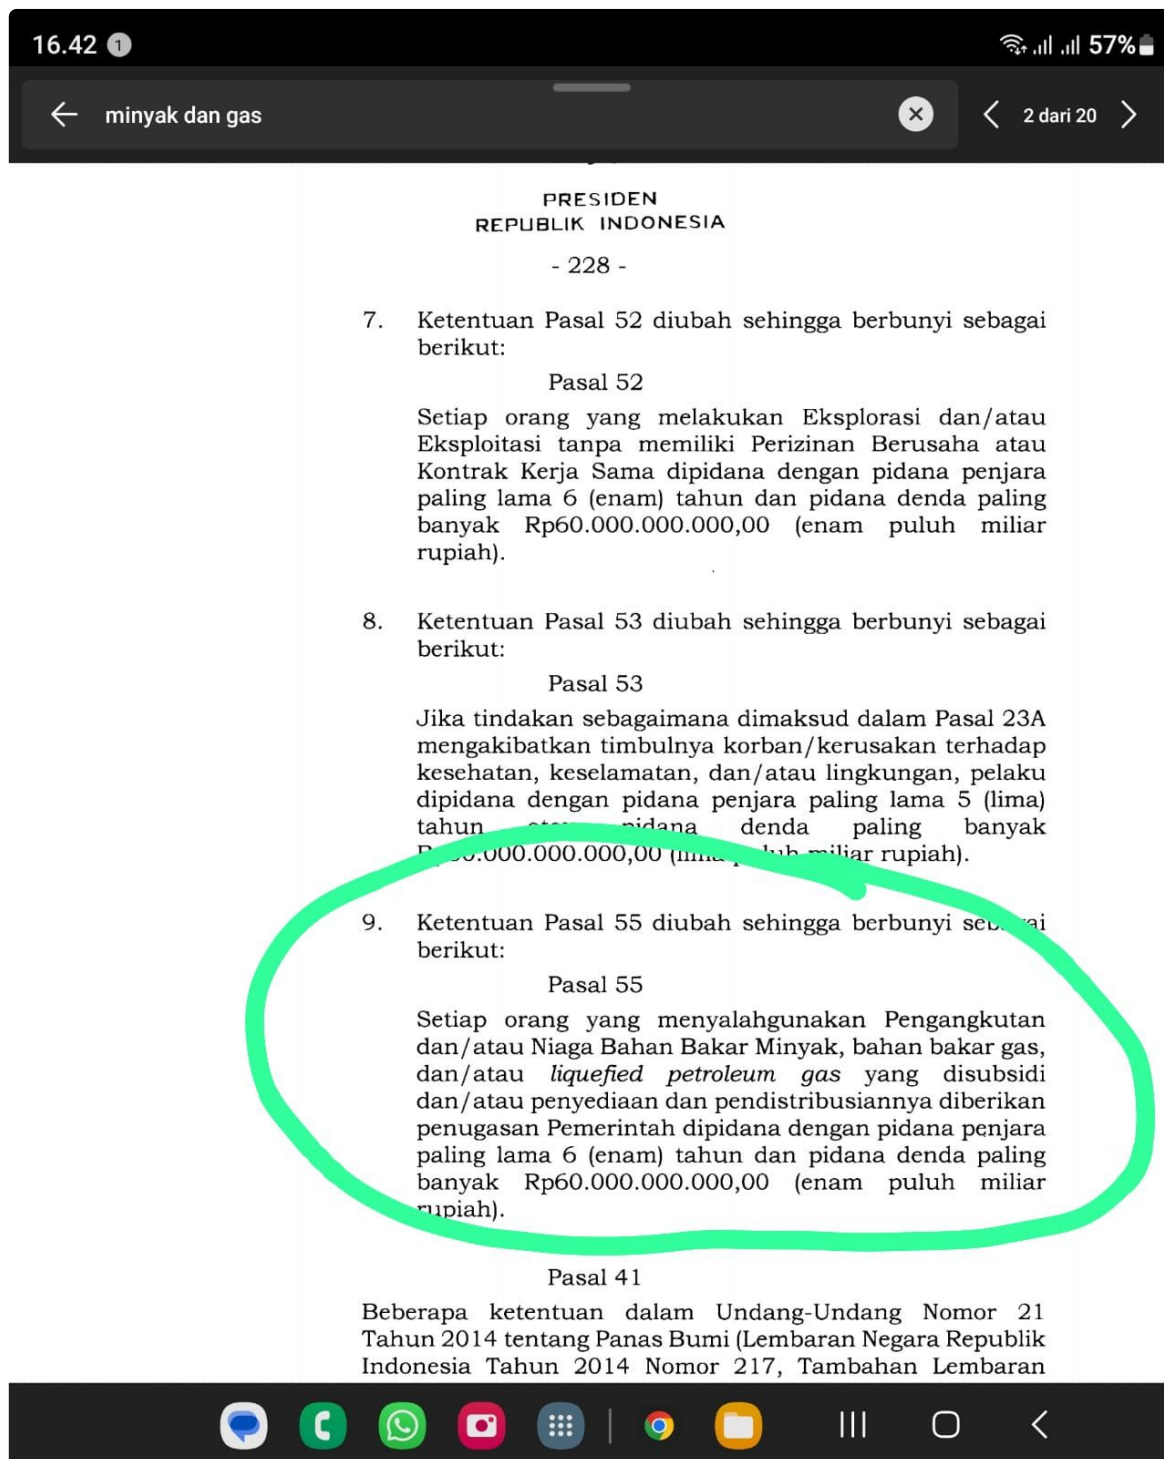 16.42 1 57%
minyak dan gas 2 dari 20
PRESIDEN
REPUBLIK INDONESIA
- 228 -
7. Ketentuan Pasal 52 diubah sehingga berbunyi sebagai
berikut:
Pasal 52
Setiap orang yang melakukan Eksplorasi dan/atau
Eksploitasi tanpa memiliki Perizinan Berusaha atau
Kontrak Kerja Sama dipidana dengan pidana penjara
paling lama 6 (enam) tahun dan pidana denda paling
banyak Rp60.000.000.000,00 (enam puluh miliar
rupiah).
8. Ketentuan Pasal 53 diubah sehingga berbunyi sebagai
berikut:
Pasal 53
Jika tindakan sebagaimana dimaksud dalam Pasal 23A
mengakibatkan timbulnya korban/kerusakan terhadap
kesehatan, keselamatan, dan/atau lingkungan, pelaku
dipidana dengan pidana penjara paling lama 5 (lima)
tahun pidana denda paling banyak
miliar rupiah).
9. Ketentuan Pasal 55 diubah sehingga berbunyi sebagai
berikut:
Pasal 55
Setiap orang yang menyalahgunakan Pengangkutan
dan/atau Niaga Bahan Bakar Minyak, bahan bakar gas,
dan/atau liquefied petroleum gas yang disubsidi
dan/atau penyediaan dan pendistribusiannya diberikan
penugasan Pemerintah dipidana dengan pidana penjara
paling lama 6 (enam) tahun dan pidana denda paling
banyak Rp60.000.000.000,00 (enam puluh miliar
rupiah).
Pasal 41
Beberapa ketentuan dalam Undang-Undang Nomor 21
Tahun 2014 tentang Panas Bumi (Lembaran Negara Republik
Indonesia Tahun 2014 Nomor 217, Tambahan Lembaran